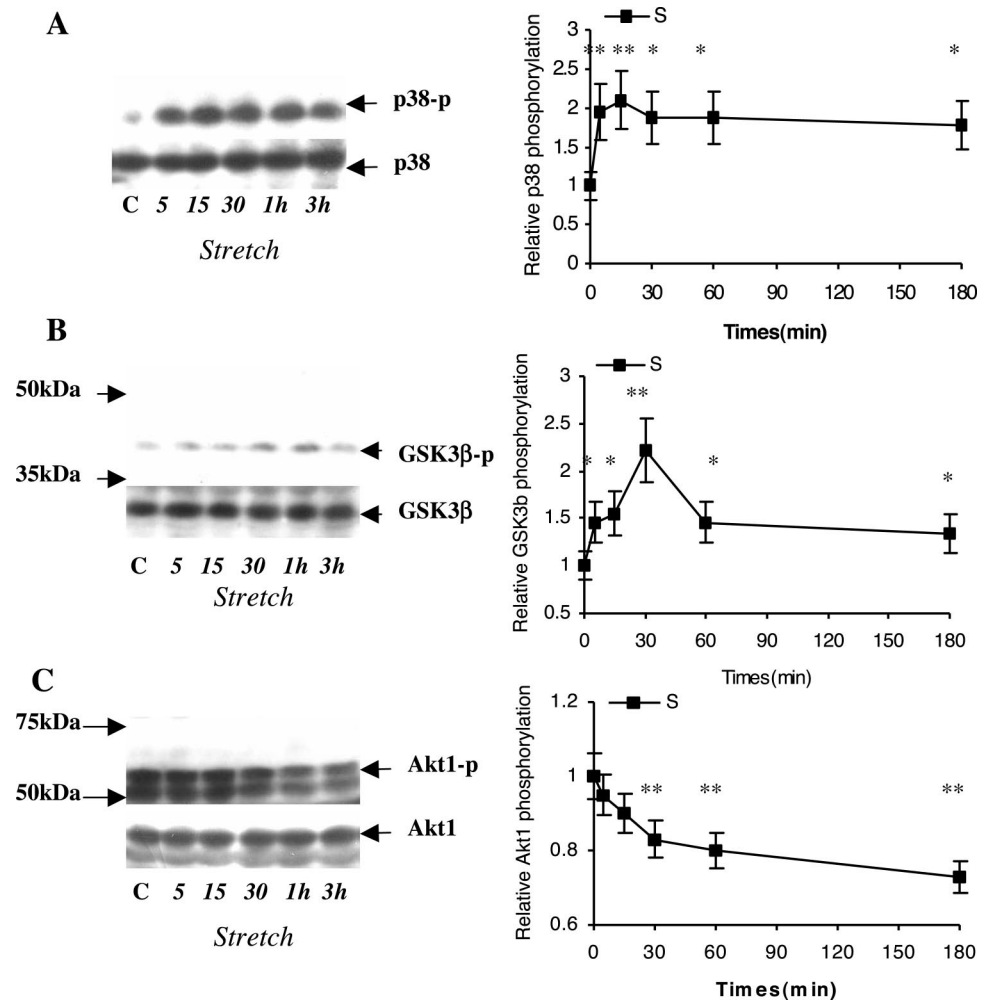 A
p38-p
p38
C 5 15 30 1h 3h
Stretch
S
** ** * * *
3
2.5
2
1.5
1
0.5
0
Relative p38 phosphorylation
0 30 60 90 120 150 180
Times(min)
B
50kDa
GSK3β-p
35kDa
GSK3β
C 5 15 30 1h 3h
Stretch
S
**
* * * *
3
2.5
2
1.5
1
0.5
Relative GSK3b phosphorylation
0 30 60 90 120 150 180
Times(min)
C
75kDa
Akt1-p
50kDa
Akt1
C 5 15 30 1h 3h
Stretch
S
** ** **
1.2
1
0.8
0.6
Relative Akt1 phosphorylation
0 30 60 90 120 150 180
Times(min)